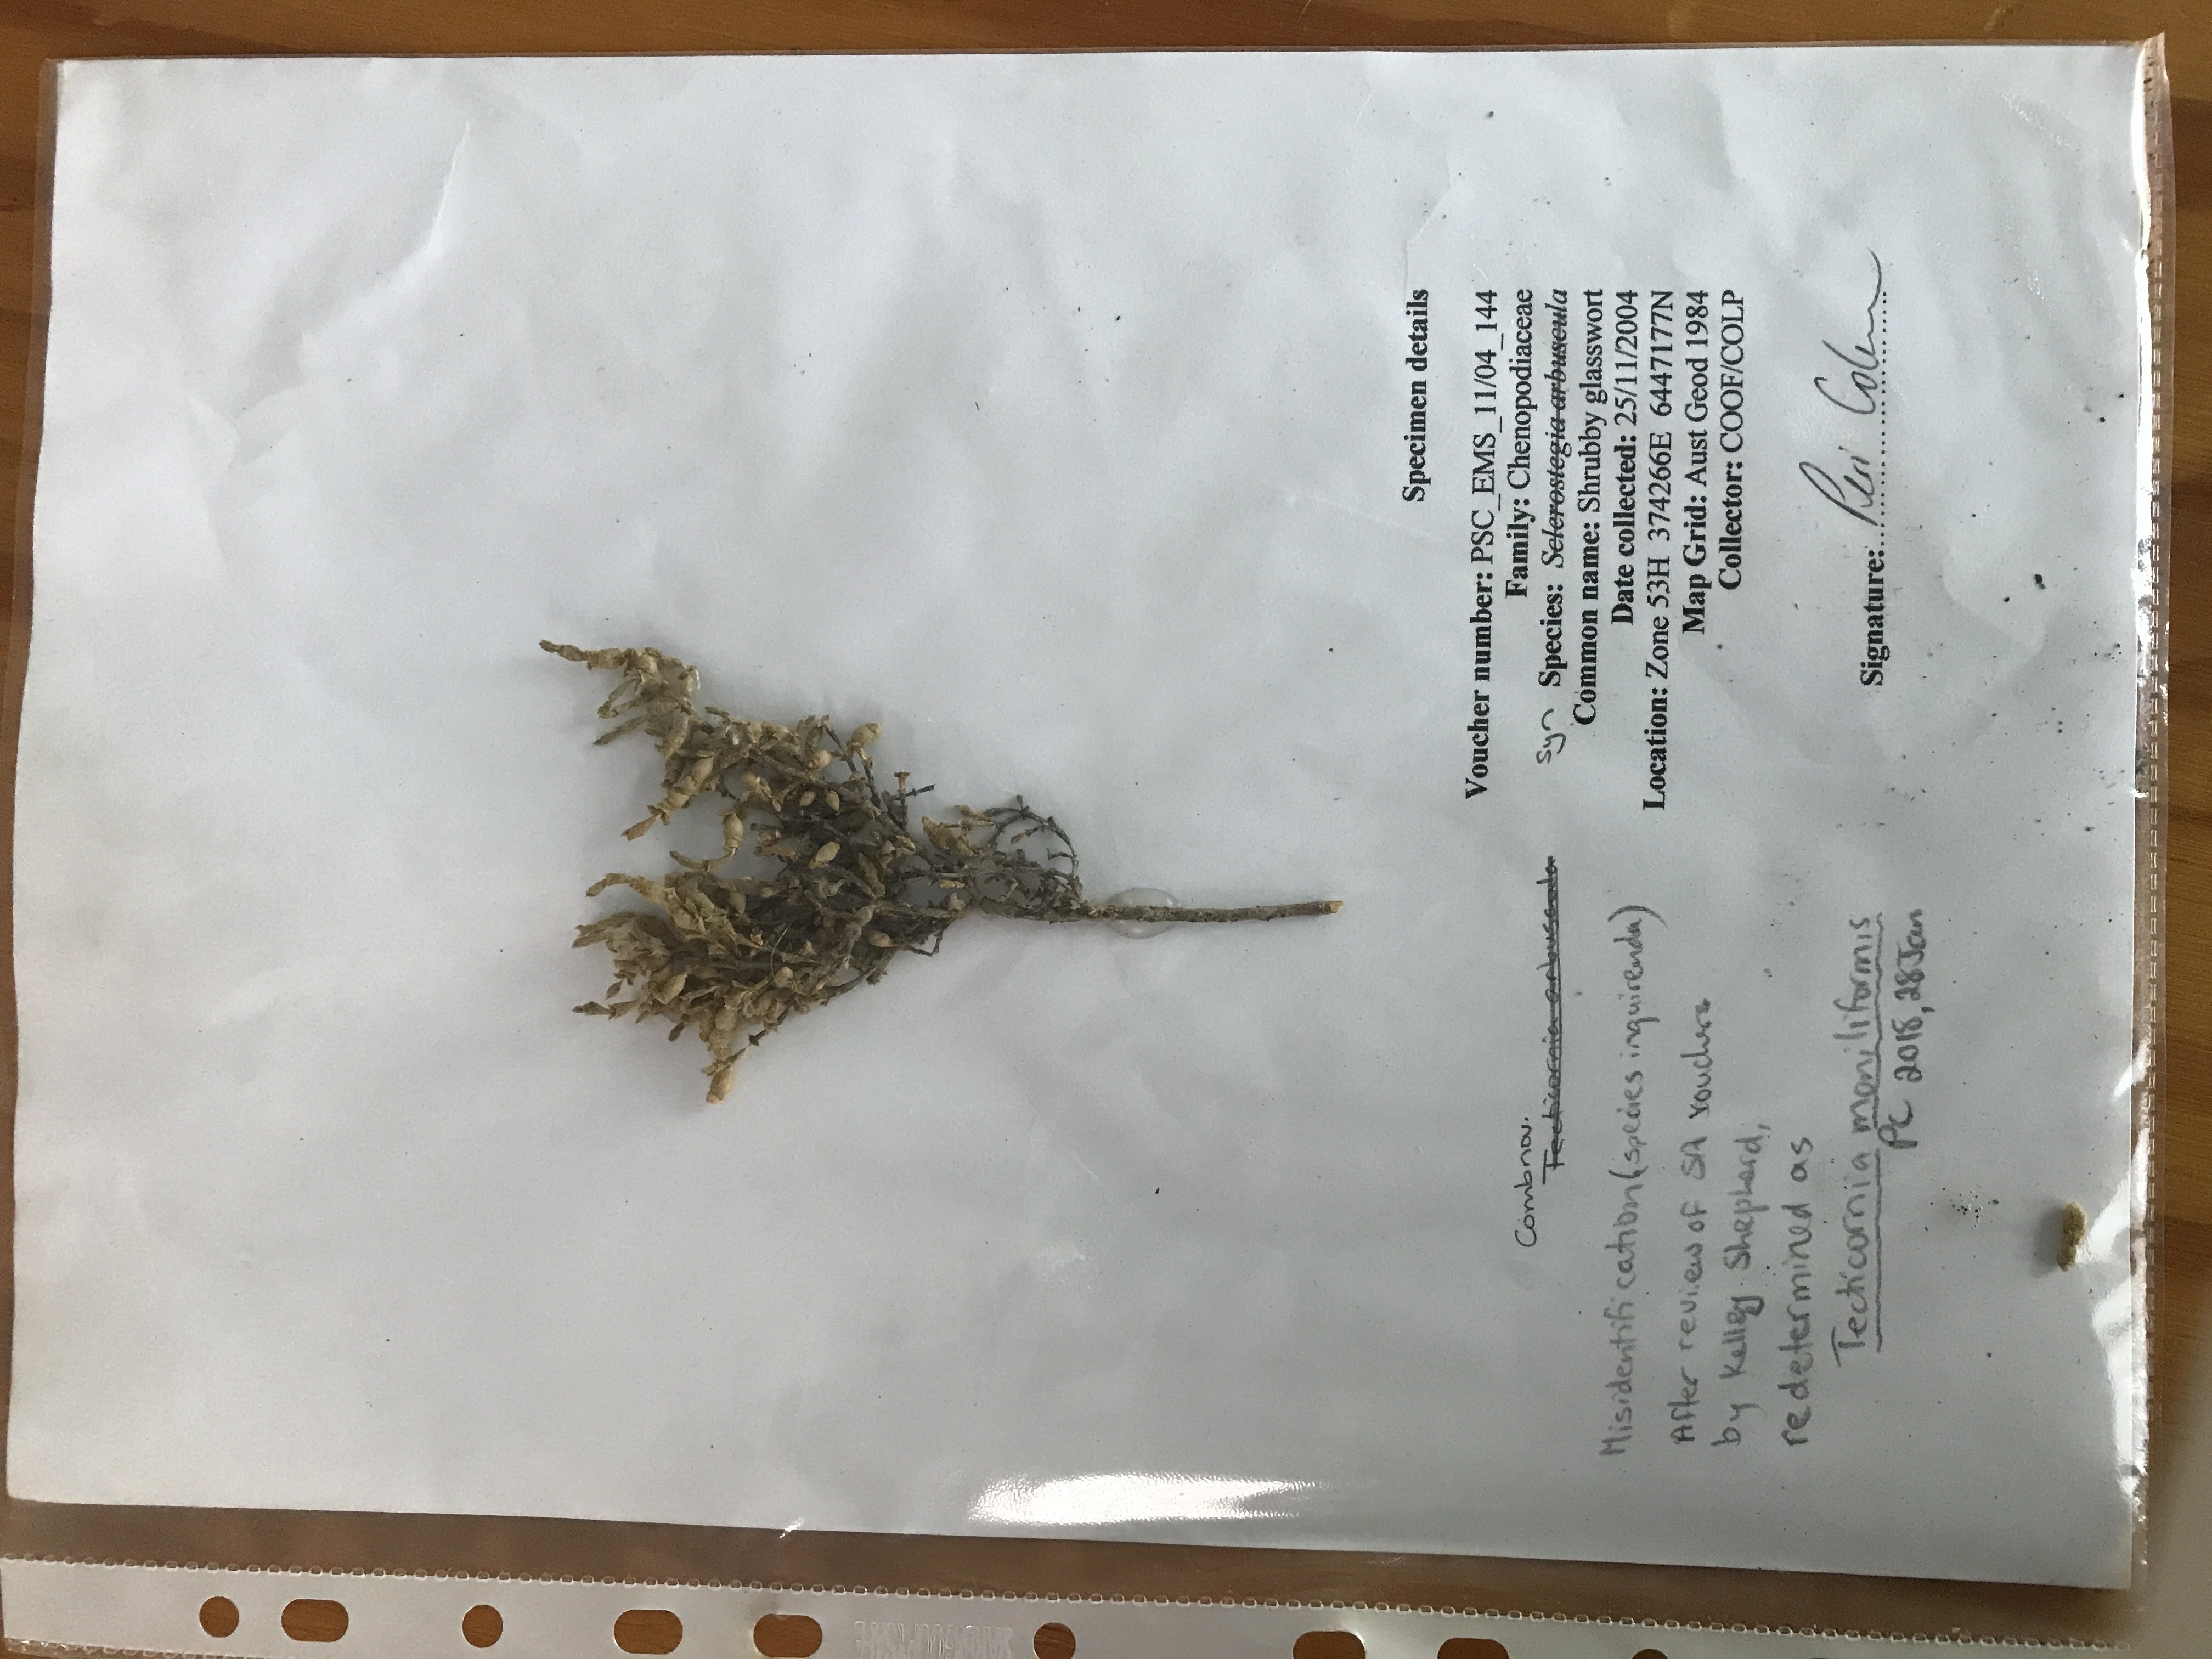 Specimen details
Voucher number: PSC_EMS_11/04_144
Family: Chenopodiaceae
Syn Species: Sclerostegia arbuscula
Common name: Shrubby glasswort
Date collected: 25/11/2004
Location: Zone 53H 374266E 6447177N
Map Grid: Aust Geod 1984
Collector: COOF/COLP
Signature: Peri Coleman
Combnov.
Tecticornia arbuscula
Misidentification (species inquirenda)
After review of SA vouchers
by Kelley Shepherd,
redetermined as
Tecticornia moniliformis
PC 2018, 28 Jan